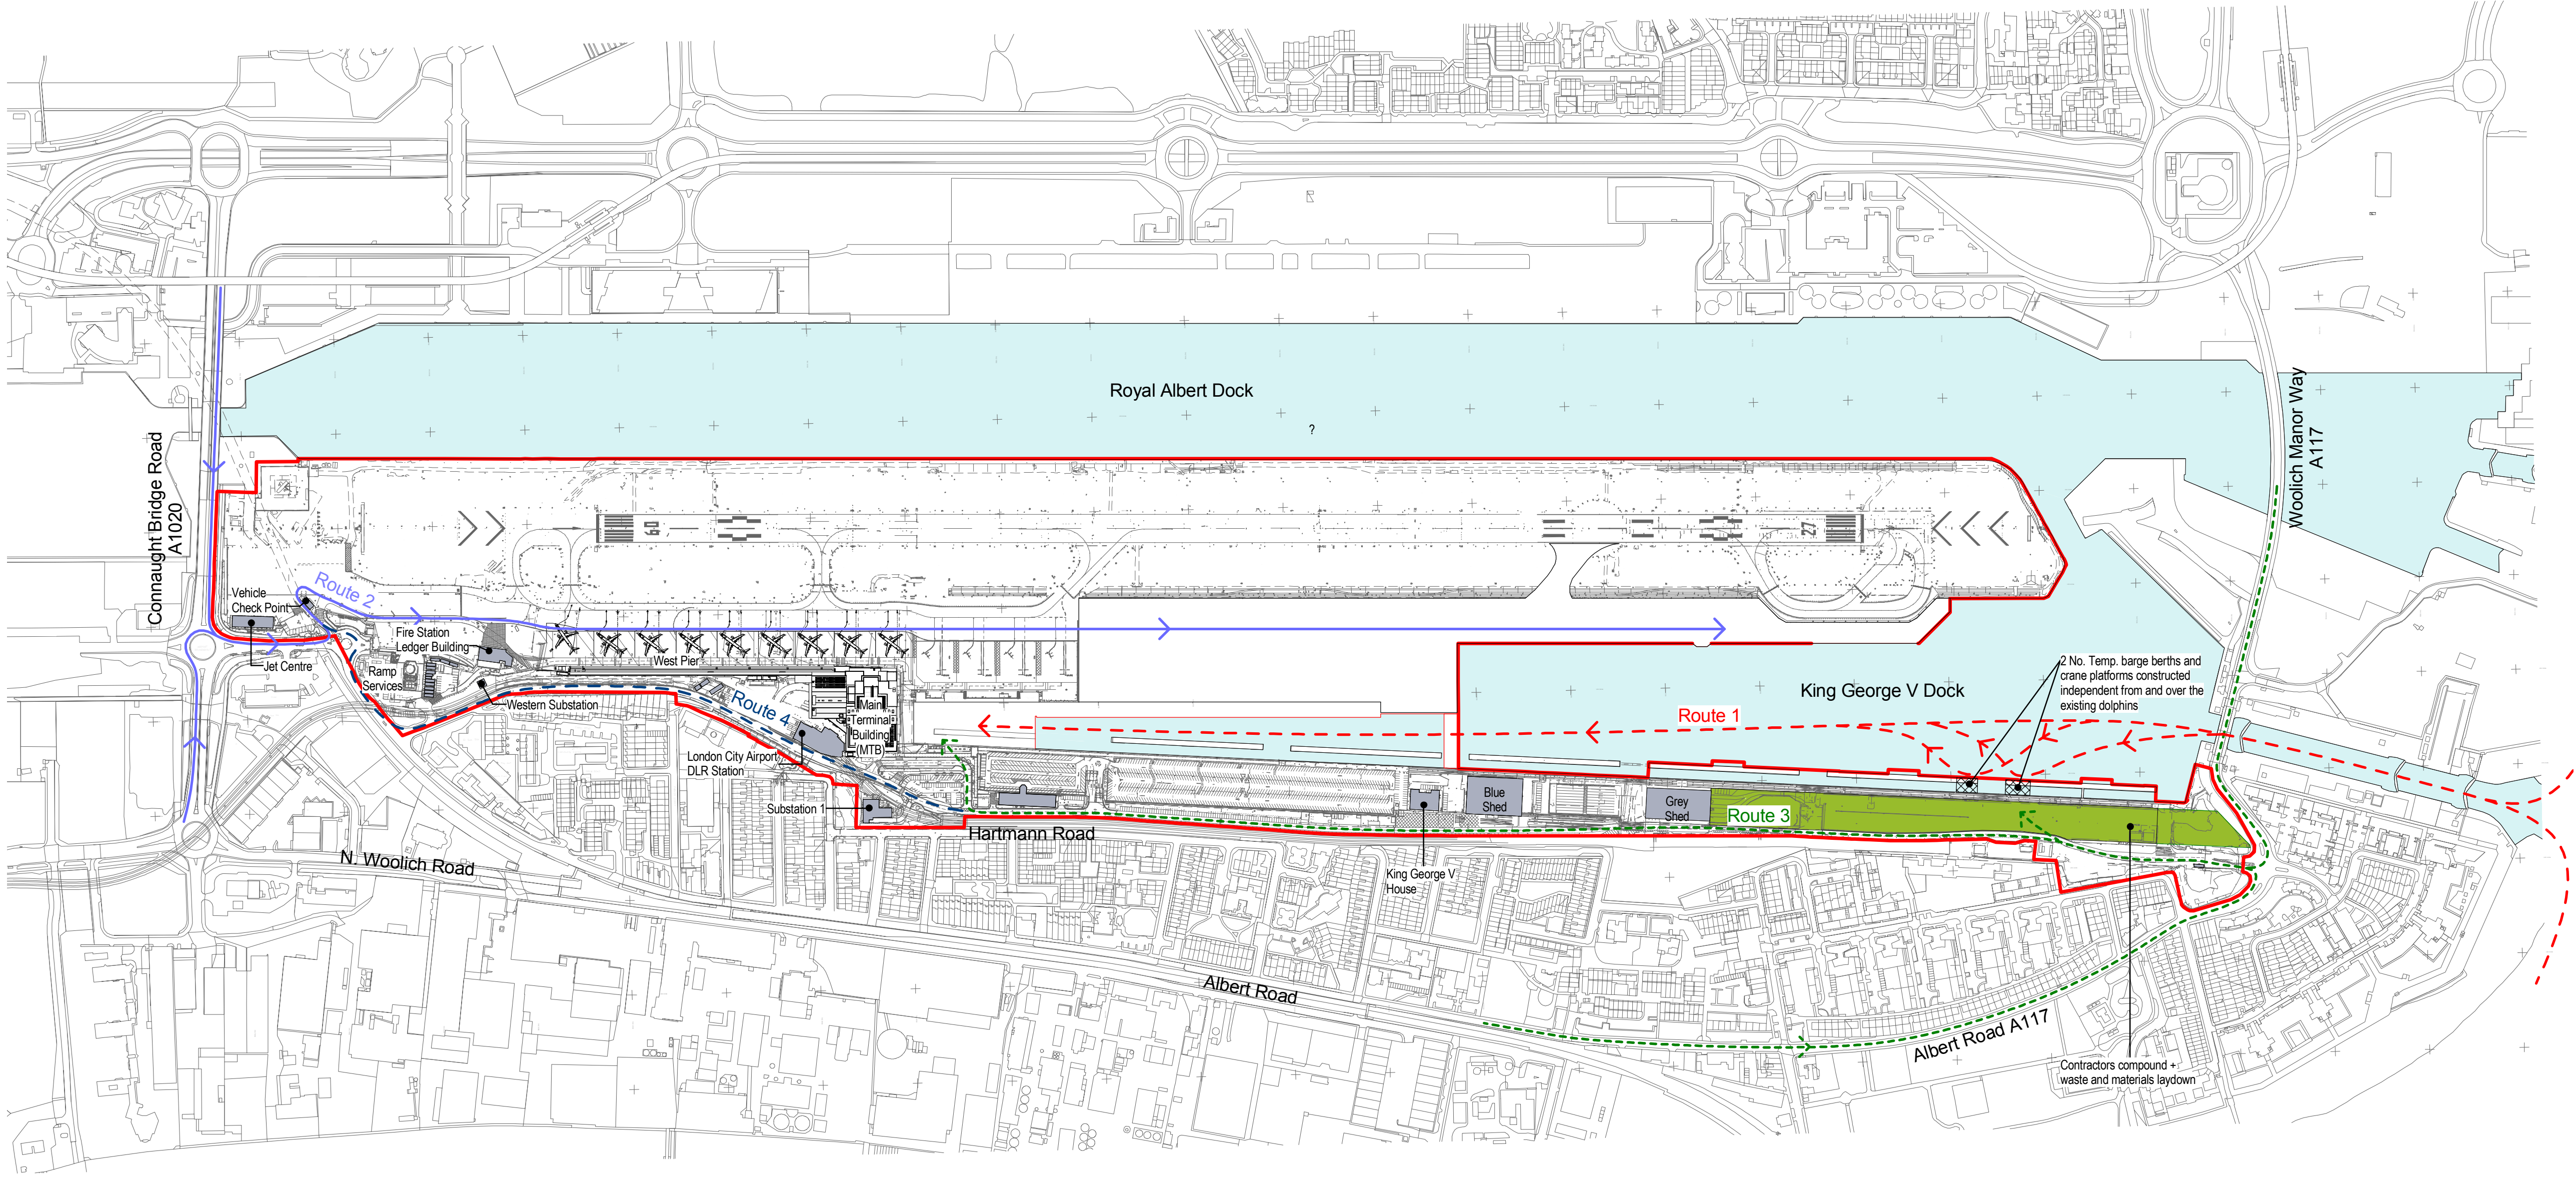 Royal Albert Dock
?
Connaught Bridge Road
A1020
Woolich Manor Way
A117
09
27
Route 2
Vehicle
Check Point
Jet Centre
Fire Station
Ledger Building
Ramp
Services
West Pier
Western Substation
Route 4
Main
Terminal
Building
(MTB)
London City Airport
DLR Station
Substation 1
2 No. Temp. barge berths and
crane platforms constructed
independent from and over the
existing dolphins
King George V Dock
Route 1
Blue
Shed
Grey
Shed
Route 3
Hartmann Road
King George V
House
N. Woolich Road
Albert Road
Albert Road A117
Contractors compound +
waste and materials laydown